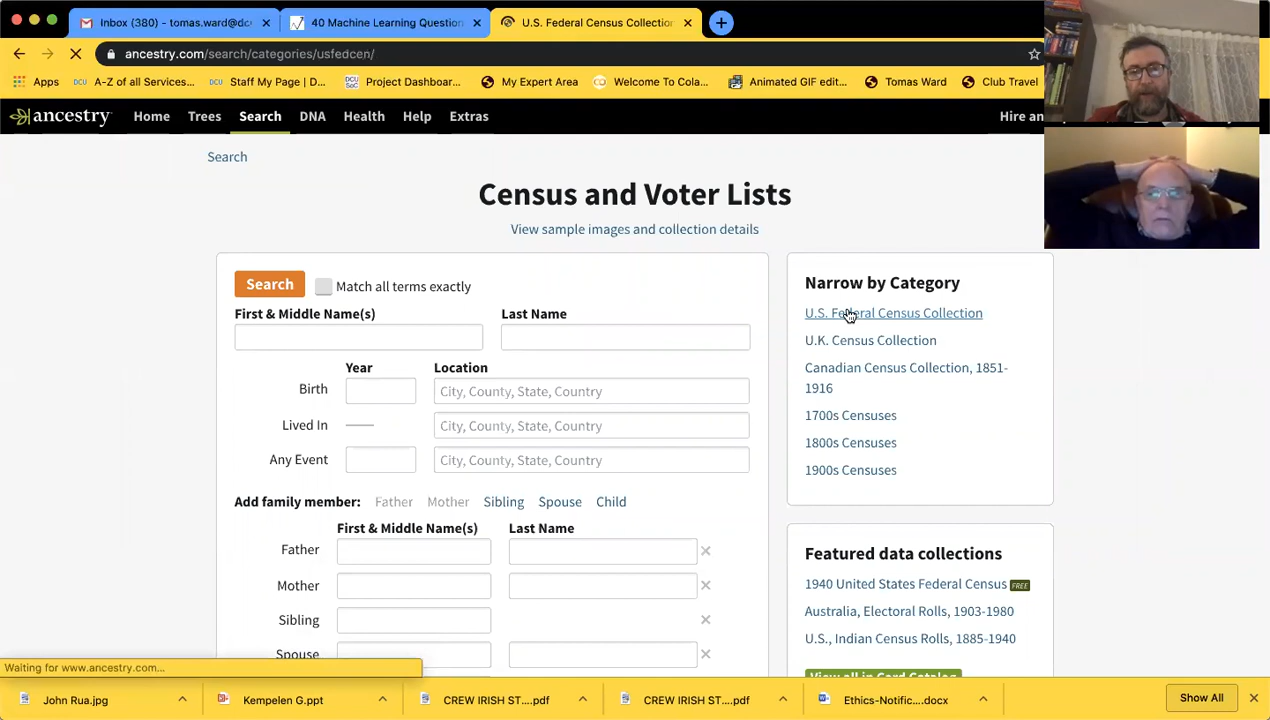 Inbox (380) - tomas.ward@dc
40 Machine Learning Question
U.S. Federal Census Collection
ancestry.com/search/categories/usfedcen/
Apps
DCU A-Z of all Services...
DCU Staff My Page | D...
Project Dashboar...
My Expert Area
Welcome To Cola...
Animated GIF edit...
Tomas Ward
Club Travel
ancestry
Home Trees Search DNA Health Help Extras
Hire an
Search
Census and Voter Lists
View sample images and collection details
Search Match all terms exactly
First & Middle Name(s) Last Name
Year Location
Birth City, County, State, Country
Lived In City, County, State, Country
Any Event City, County, State, Country
Add family member: Father Mother Sibling Spouse Child
First & Middle Name(s) Last Name
Father
Mother
Sibling
Spouse
Narrow by Category
U.S. Federal Census Collection
U.K. Census Collection
Canadian Census Collection, 1851-
1916
1700s Censuses
1800s Censuses
1900s Censuses
Featured data collections
1940 United States Federal Census FREE
Australia, Electoral Rolls, 1903-1980
U.S., Indian Census Rolls, 1885-1940
View all in Card Catalog
Waiting for www.ancestry.com...
John Rua.jpg
Kempelen G.ppt
CREW IRISH ST....pdf
CREW IRISH ST....pdf
Ethics-Notific....docx
Show All